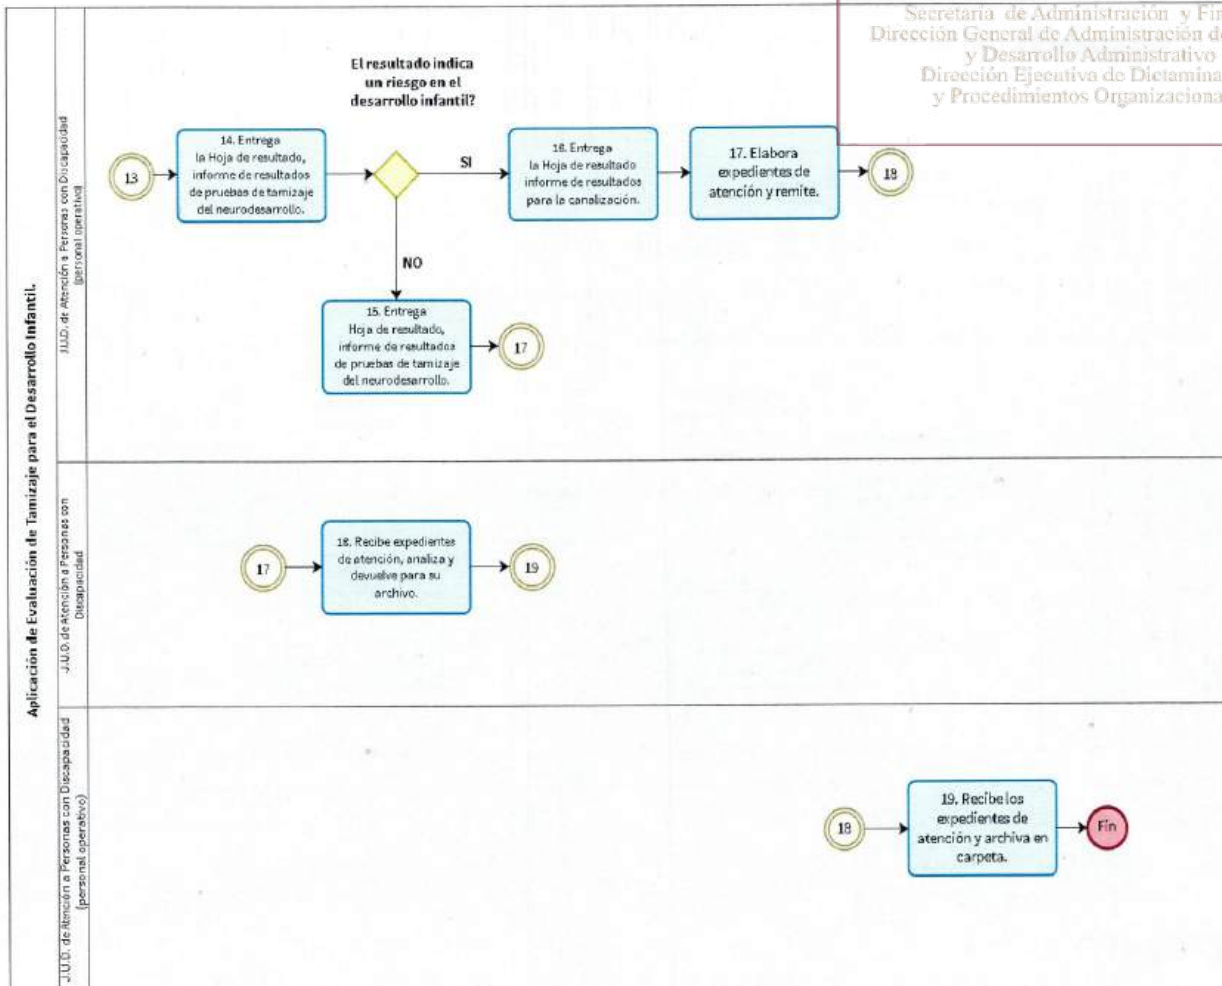 Secretaría de Administración y Fin
Dirección General de Administración de
y Desarrollo Administrativo
Dirección Ejecutiva de Dictamina
y Procedimientos Organizaciona
Aplicación de Evaluación de Tamizaje para el Desarrollo Infantil.
J.U.D. de Atención a Personas con Discapacidad
(personal operativo)
El resultado indica
un riesgo en el
desarrollo infantil?
13
14. Entrega
la Hoja de resultado,
informe de resultados
de pruebas de tamizaje
del neurodesarrollo.
SI
16. Entrega
la Hoja de resultado
informe de resultados
para la canalización.
17. Elabora
expedientes de
atención y remite.
18
NO
15. Entrega
Hoja de resultado,
informe de resultados
de pruebas de tamizaje
del neurodesarrollo.
17
J.U.D. de Atención a Personas con
Discapacidad
17
18. Recibe expedientes
de atención, analiza y
devuelve para su
archivo.
19
J.U.D. de Atención a Personas con Discapacidad
(personal operativo)
18
19. Recibe los
expedientes de
atención y archiva en
carpeta.
Fin